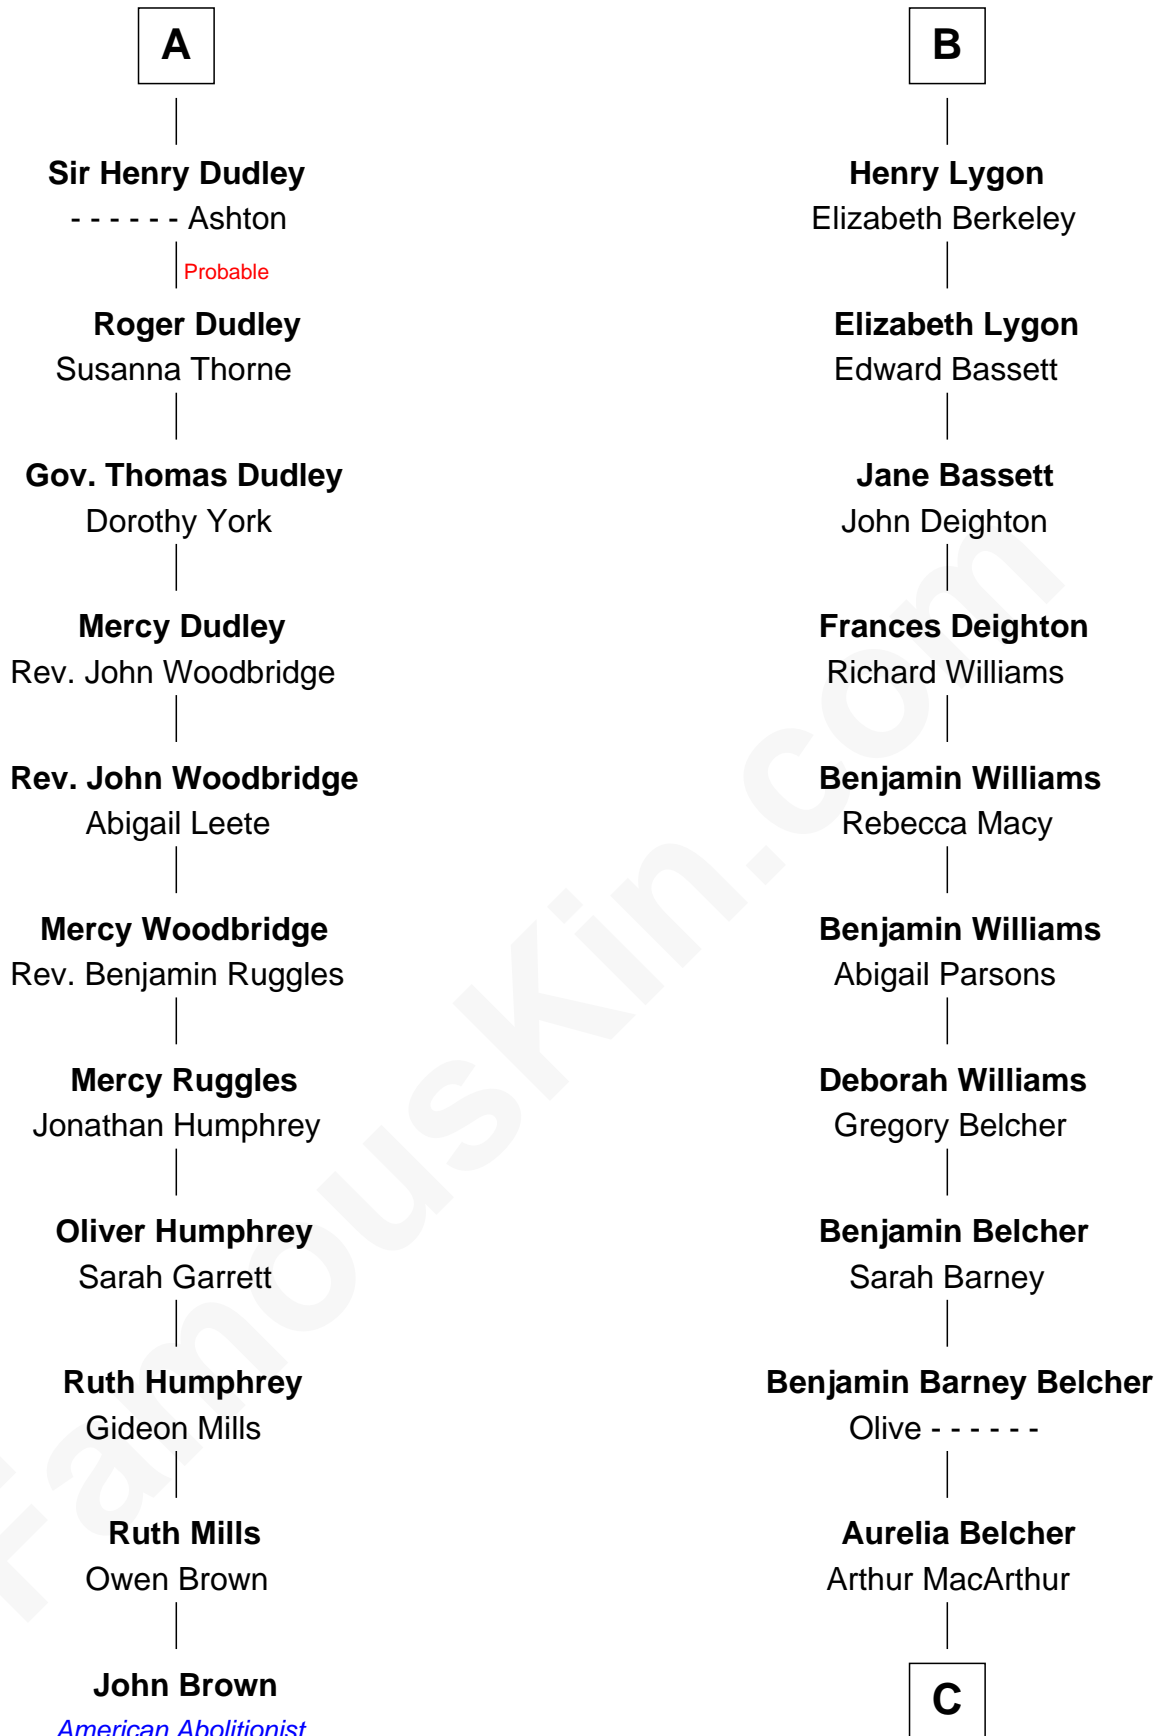 A
Sir Henry Dudley
- - - - - - Ashton
Probable
Roger Dudley
Susanna Thorne
Gov. Thomas Dudley
Dorothy York
Mercy Dudley
Rev. John Woodbridge
Rev. John Woodbridge
Abigail Leete
Mercy Woodbridge
Rev. Benjamin Ruggles
Mercy Ruggles
Jonathan Humphrey
Oliver Humphrey
Sarah Garrett
Ruth Humphrey
Gideon Mills
Ruth Mills
Owen Brown
John Brown
American Abolitionist
B
Henry Lygon
Elizabeth Berkeley
Elizabeth Lygon
Edward Bassett
Jane Bassett
John Deighton
Frances Deighton
Richard Williams
Benjamin Williams
Rebecca Macy
Benjamin Williams
Abigail Parsons
Deborah Williams
Gregory Belcher
Benjamin Belcher
Sarah Barney
Benjamin Barney Belcher
Olive - - - - - -
Aurelia Belcher
Arthur MacArthur
C
FamousKin.com